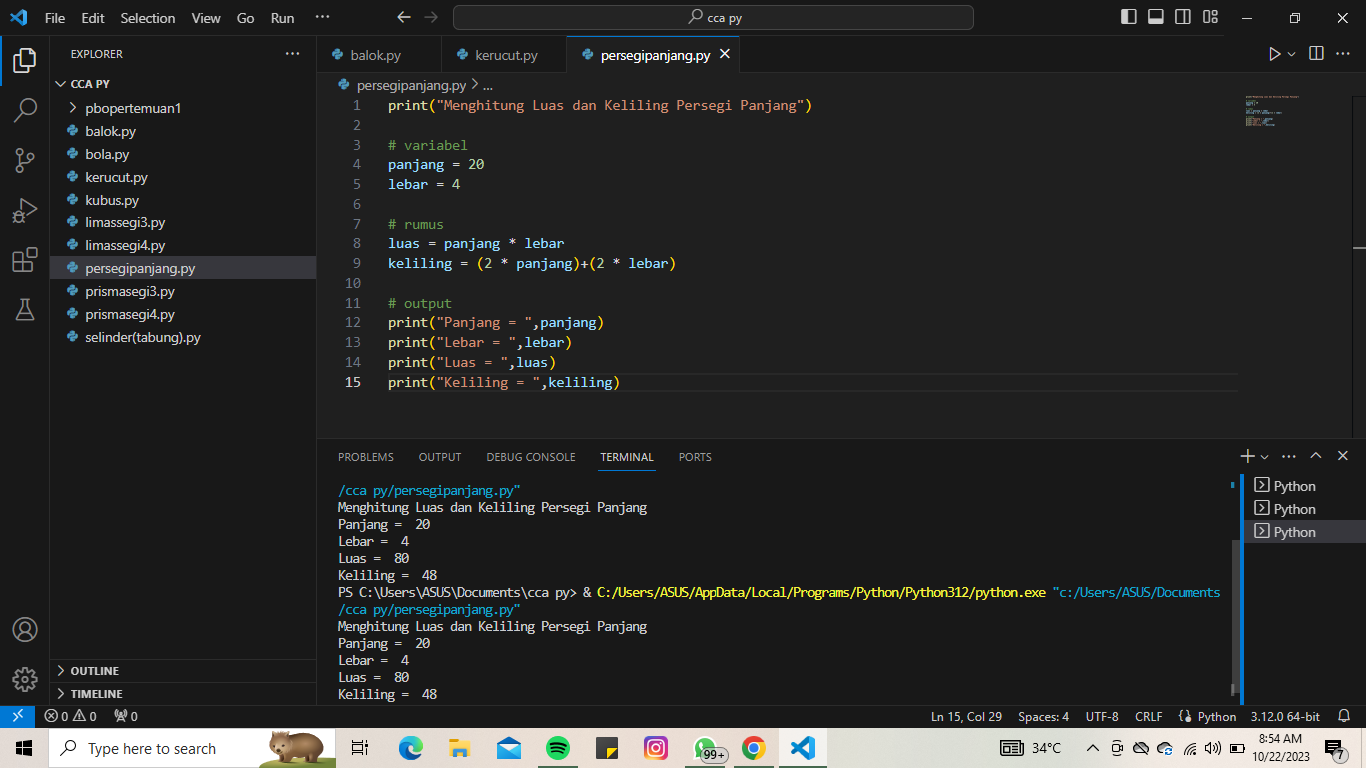 File Edit Selection View Go Run ··· cca py
EXPLORER ···
CCA PY
pbopertemuan1
balok.py
bola.py
kerucut.py
kubus.py
limassegi3.py
limassegi4.py
persegipanjang.py
prismasegi3.py
prismasegi4.py
selinder(tabung).py
OUTLINE
TIMELINE
balok.py kerucut.py persegipanjang.py
persegipanjang.py > ...
1 print("Menghitung Luas dan Keliling Persegi Panjang")
2
3 # variabel
4 panjang = 20
5 lebar = 4
6
7 # rumus
8 luas = panjang * lebar
9 keliling = (2 * panjang)+(2 * lebar)
10
11 # output
12 print("Panjang = ",panjang)
13 print("Lebar = ",lebar)
14 print("Luas = ",luas)
15 print("Keliling = ",keliling)
PROBLEMS OUTPUT DEBUG CONSOLE TERMINAL PORTS
/cca py/persegipanjang.py"
Menghitung Luas dan Keliling Persegi Panjang
Panjang =  20
Lebar =  4
Luas =  80
Keliling =  48
PS C:\Users\ASUS\Documents\cca py> & C:/Users/ASUS/AppData/Local/Programs/Python/Python312/python.exe "c:/Users/ASUS/Documents
/cca py/persegipanjang.py"
Menghitung Luas dan Keliling Persegi Panjang
Panjang =  20
Lebar =  4
Luas =  80
Keliling =  48
Python
Python
Python
0 0 0 Ln 15, Col 29 Spaces: 4 UTF-8 CRLF Python 3.12.0 64-bit
Type here to search 99+ 34°C 8:54 AM
10/22/2023 7